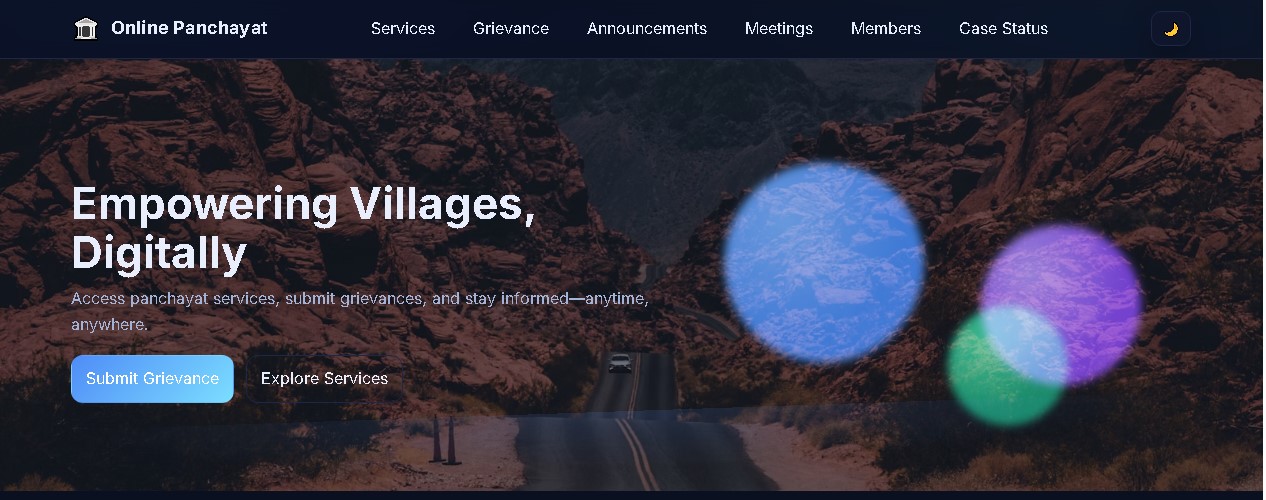 Online Panchayat
Services
Grievance
Announcements
Meetings
Members
Case Status
Empowering Villages,
Digitally
Access panchayat services, submit grievances, and stay informed—anytime,
anywhere.
Submit Grievance
Explore Services